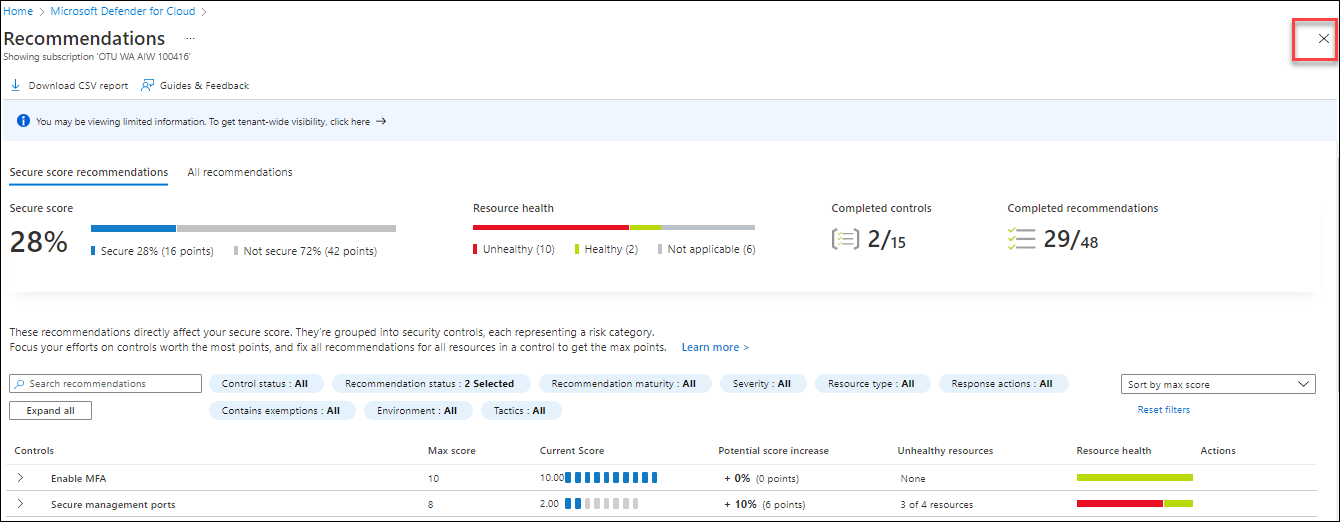 Home > Microsoft Defender for Cloud >
Recommendations ...
Showing subscription 'OTU WA AIW 100416'
Download CSV report Guides & Feedback
You may be viewing limited information. To get tenant-wide visibility, click here →
Secure score recommendations All recommendations
Secure score Resource health Completed controls Completed recommendations
28% 2/15 29/48
Secure 28% (16 points) Not secure 72% (42 points) Unhealthy (10) Healthy (2) Not applicable (6)
These recommendations directly affect your secure score. They're grouped into security controls, each representing a risk category.
Focus your efforts on controls worth the most points, and fix all recommendations for all resources in a control to get the max points. Learn more >
Search recommendations Control status : All Recommendation status : 2 Selected Recommendation maturity : All Severity : All Resource type : All Response actions : All Sort by max score
Expand all Contains exemptions : All Environment : All Tactics : All Reset filters
Controls Max score Current Score Potential score increase Unhealthy resources Resource health Actions
Enable MFA 10 10.00 + 0% (0 points) None
Secure management ports 8 2.00 + 10% (6 points) 3 of 4 resources